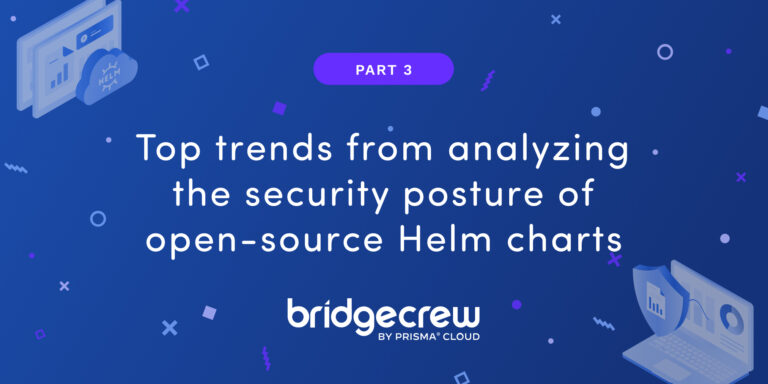 HELM
PART 3
Top trends from analyzing
the security posture of
open-source Helm charts
bridgecrew
BY PRISMA® CLOUD